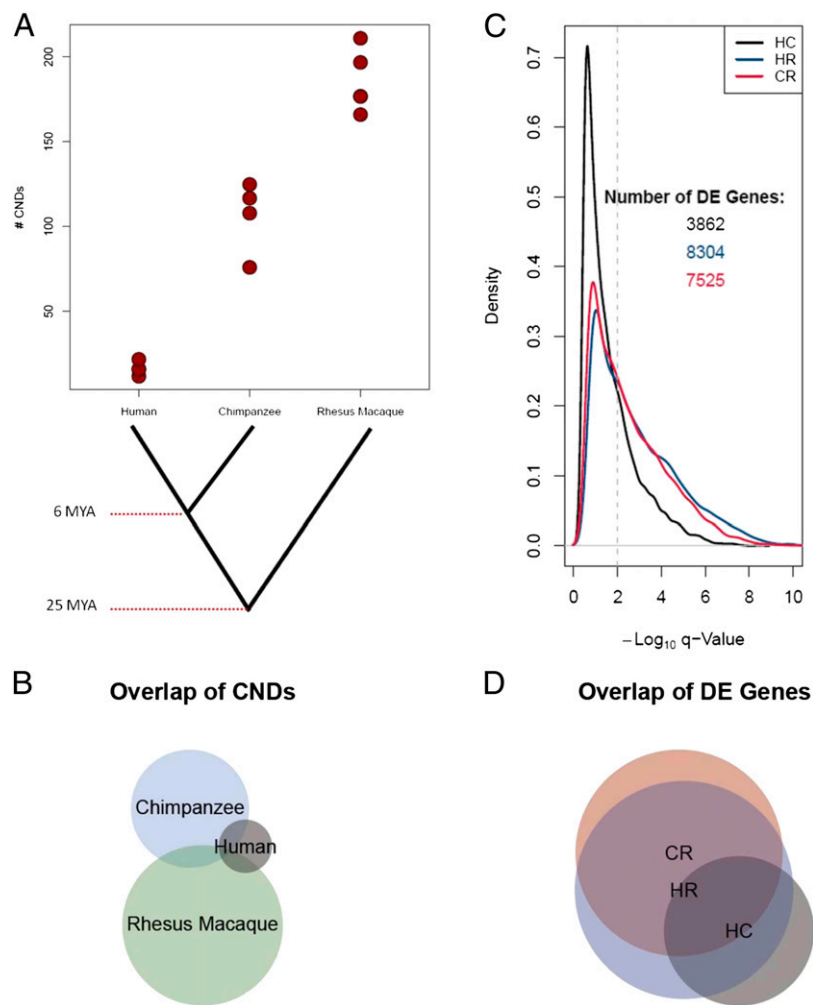 A
200
150
100
50
# CNDs
Human
Chimpanzee
Rhesus Macaque
6 MYA
25 MYA
C
HC
HR
CR
0.7
0.6
0.5
0.4
0.3
0.2
0.1
0.0
Density
Number of DE Genes:
3862
8304
7525
0 2 4 6 8 10
−Log10 q−Value
B
Overlap of CNDs
Chimpanzee
Human
Rhesus Macaque
D
Overlap of DE Genes
CR
HR
HC